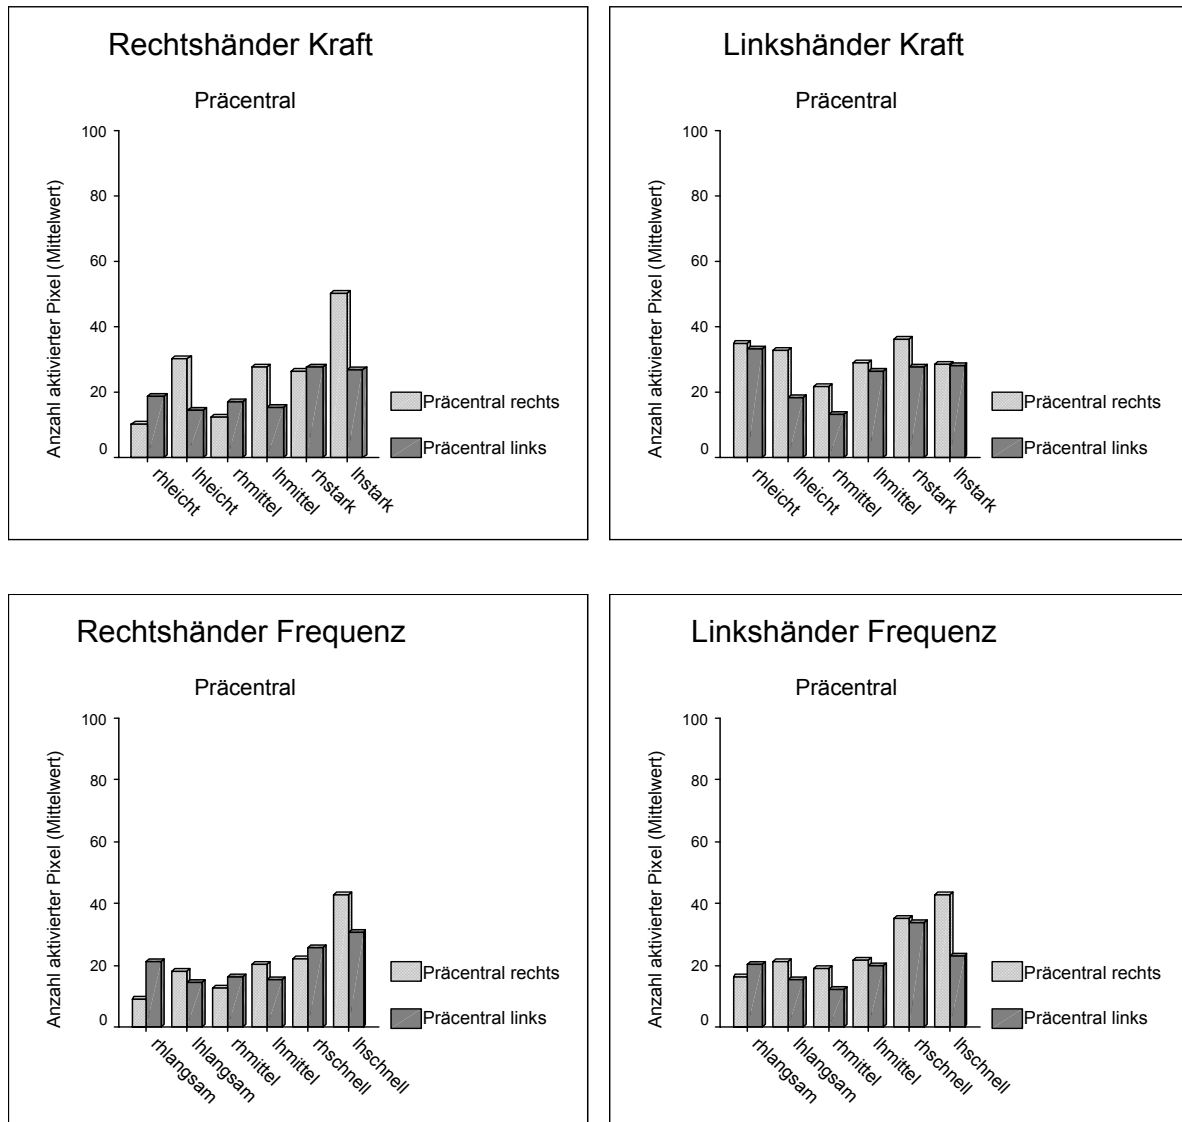 Rechtshänder Kraft
Präcentral
Anzahl aktivierter Pixel (Mittelwert)
100
80
60
40
20
0
rhleicht
lhleicht
rhmittel
lhmittel
rhstark
lhstark
Präcentral rechts
Präcentral links
Linkshänder Kraft
Präcentral
Anzahl aktivierter Pixel (Mittelwert)
100
80
60
40
20
0
rhleicht
lhleicht
rhmittel
lhmittel
rhstark
lhstark
Präcentral rechts
Präcentral links
Rechtshänder Frequenz
Präcentral
Anzahl aktivierter Pixel (Mittelwert)
100
80
60
40
20
0
rhlangsam
lhlangsam
rhmittel
lhmittel
rhschnell
lhschnell
Präcentral rechts
Präcentral links
Linkshänder Frequenz
Präcentral
Anzahl aktivierter Pixel (Mittelwert)
100
80
60
40
20
0
rhlangsam
lhlangsam
rhmittel
lhmittel
rhschnell
lhschnell
Präcentral rechts
Präcentral links